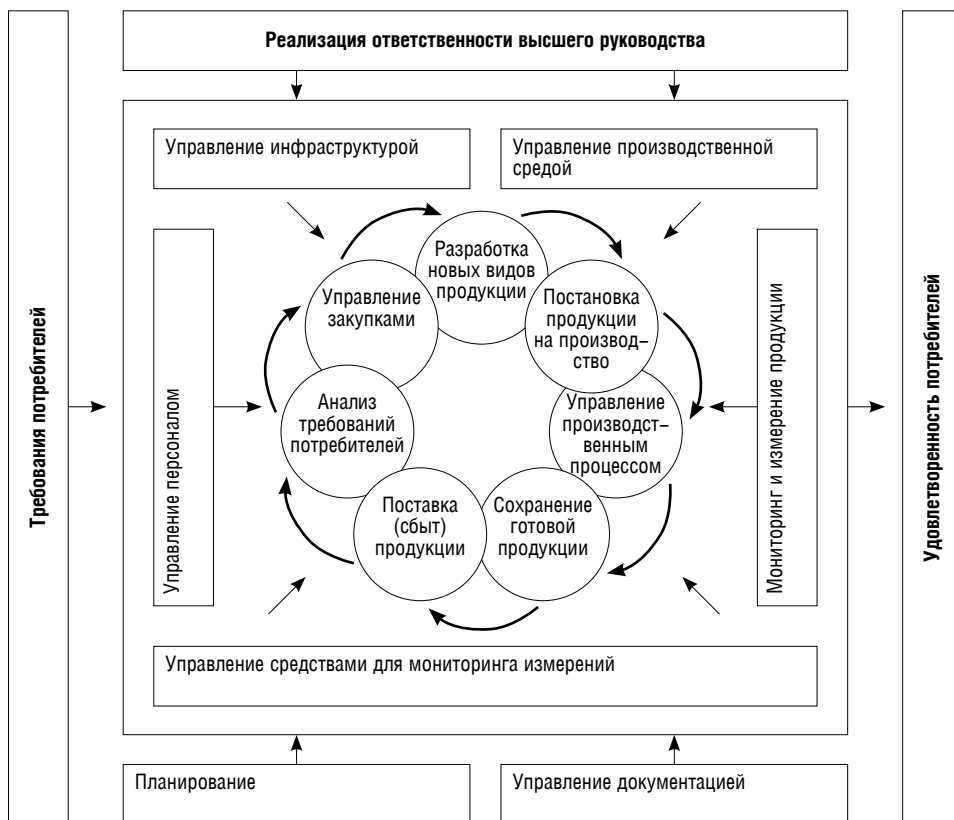 Реализация ответственности высшего руководства
Требования потребителей
Управление инфраструктурой
Управление производственной
средой
Управление персоналом
Разработка
новых видов
продукции
Управление
закупками
Постановка
продукции
на производ–
ство
Анализ
требований
потребителей
Управление
производст–
венным
процессом
Поставка
(сбыт)
продукции
Сохранение
готовой
продукции
Мониторинг и измерение продукции
Удовлетворенность потребителей
Управление средствами для мониторинга измерений
Планирование
Управление документацией